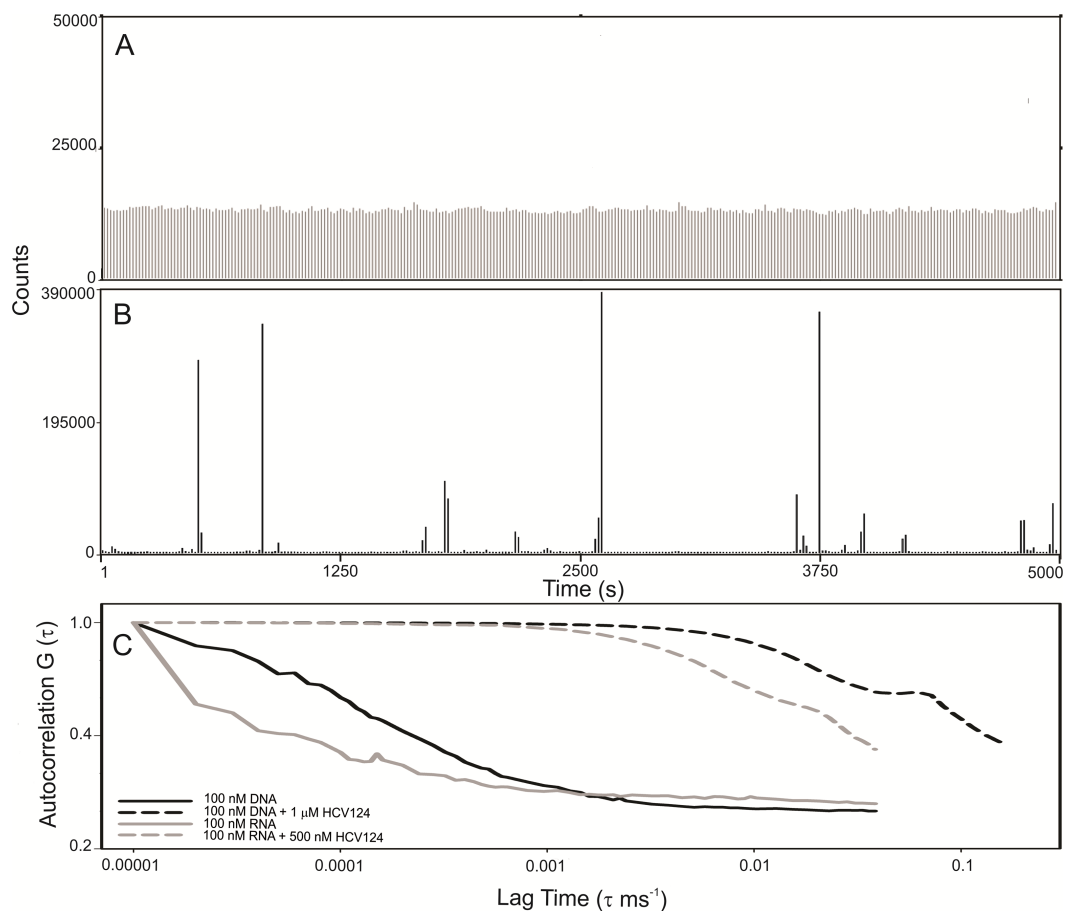 50000
A
25000
0
Counts
390000
B
195000
0
1
1250
2500
3750
5000
Time (s)
1.0
C
0.4
0.2
Autocorrelation G (τ)
100 nM DNA
100 nM DNA + 1 μM HCV124
100 nM RNA
100 nM RNA + 500 nM HCV124
0.00001
0.0001
0.001
0.01
0.1
Lag Time (τ ms⁻¹)